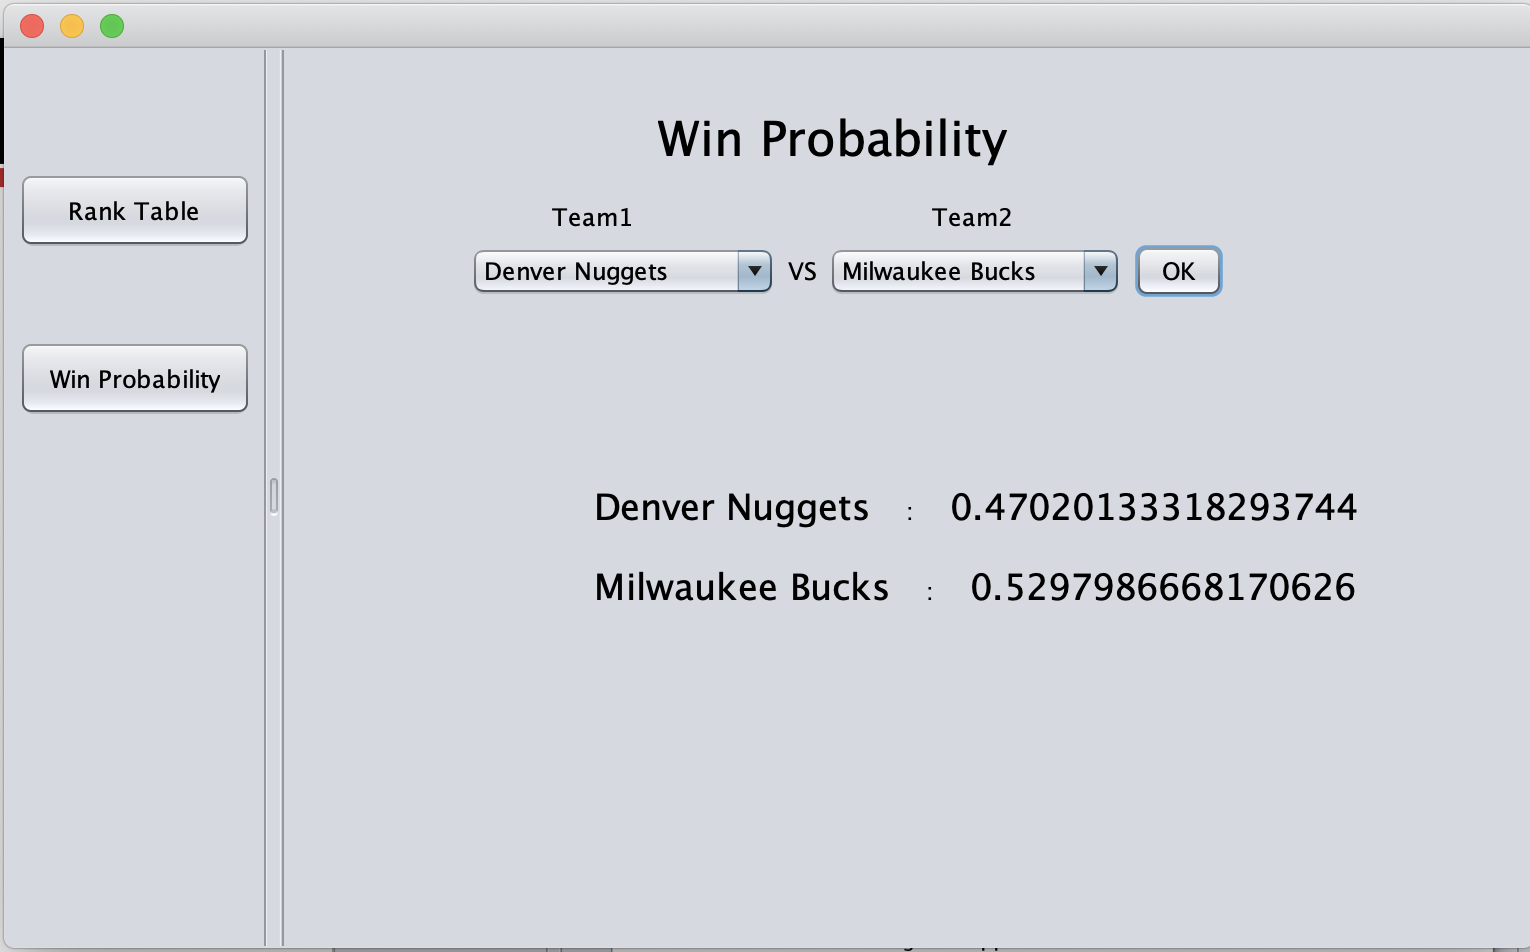 Win Probability
Rank Table
Team1 Team2
Denver Nuggets VS Milwaukee Bucks OK
Win Probability
Denver Nuggets : 0.47020133318293744
Milwaukee Bucks : 0.5297986668170626